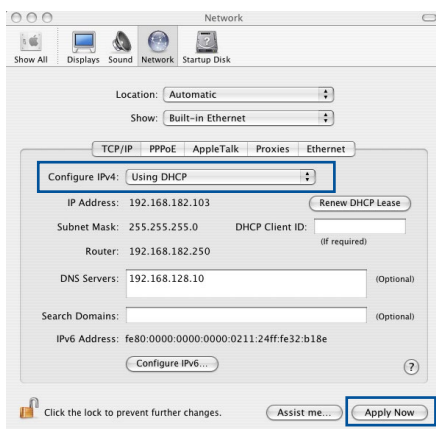 Network
Show All Displays Sound Network Startup Disk
Location: Automatic
Show: Built-in Ethernet
TCP/IP PPPoE AppleTalk Proxies Ethernet
Configure IPv4: Using DHCP
IP Address: 192.168.182.103 Renew DHCP Lease
Subnet Mask: 255.255.255.0 DHCP Client ID:
(If required)
Router: 192.168.182.250
DNS Servers: 192.168.128.10 (Optional)
Search Domains: (Optional)
IPv6 Address: fe80:0000:0000:0000:0211:24ff:fe32:b18e
Configure IPv6... ?
Click the lock to prevent further changes. Assist me... Apply Now